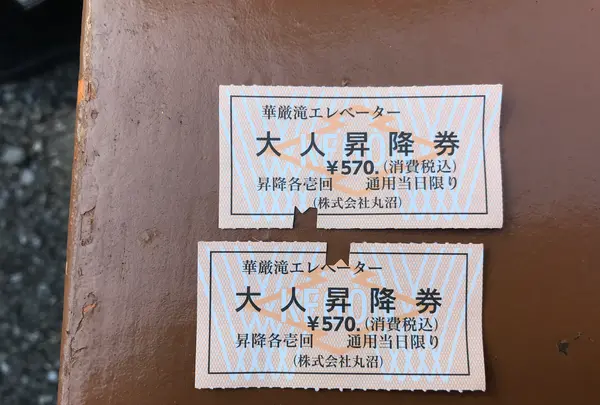 華厳滝エレベーター
大人昇降券
¥570.(消費税込)
昇降各壱回 通用当日限り
(株式会社丸沼)
華厳滝エレベーター
大人昇降券
¥570.(消費税込)
昇降各壱回 通用当日限り
(株式会社丸沼)